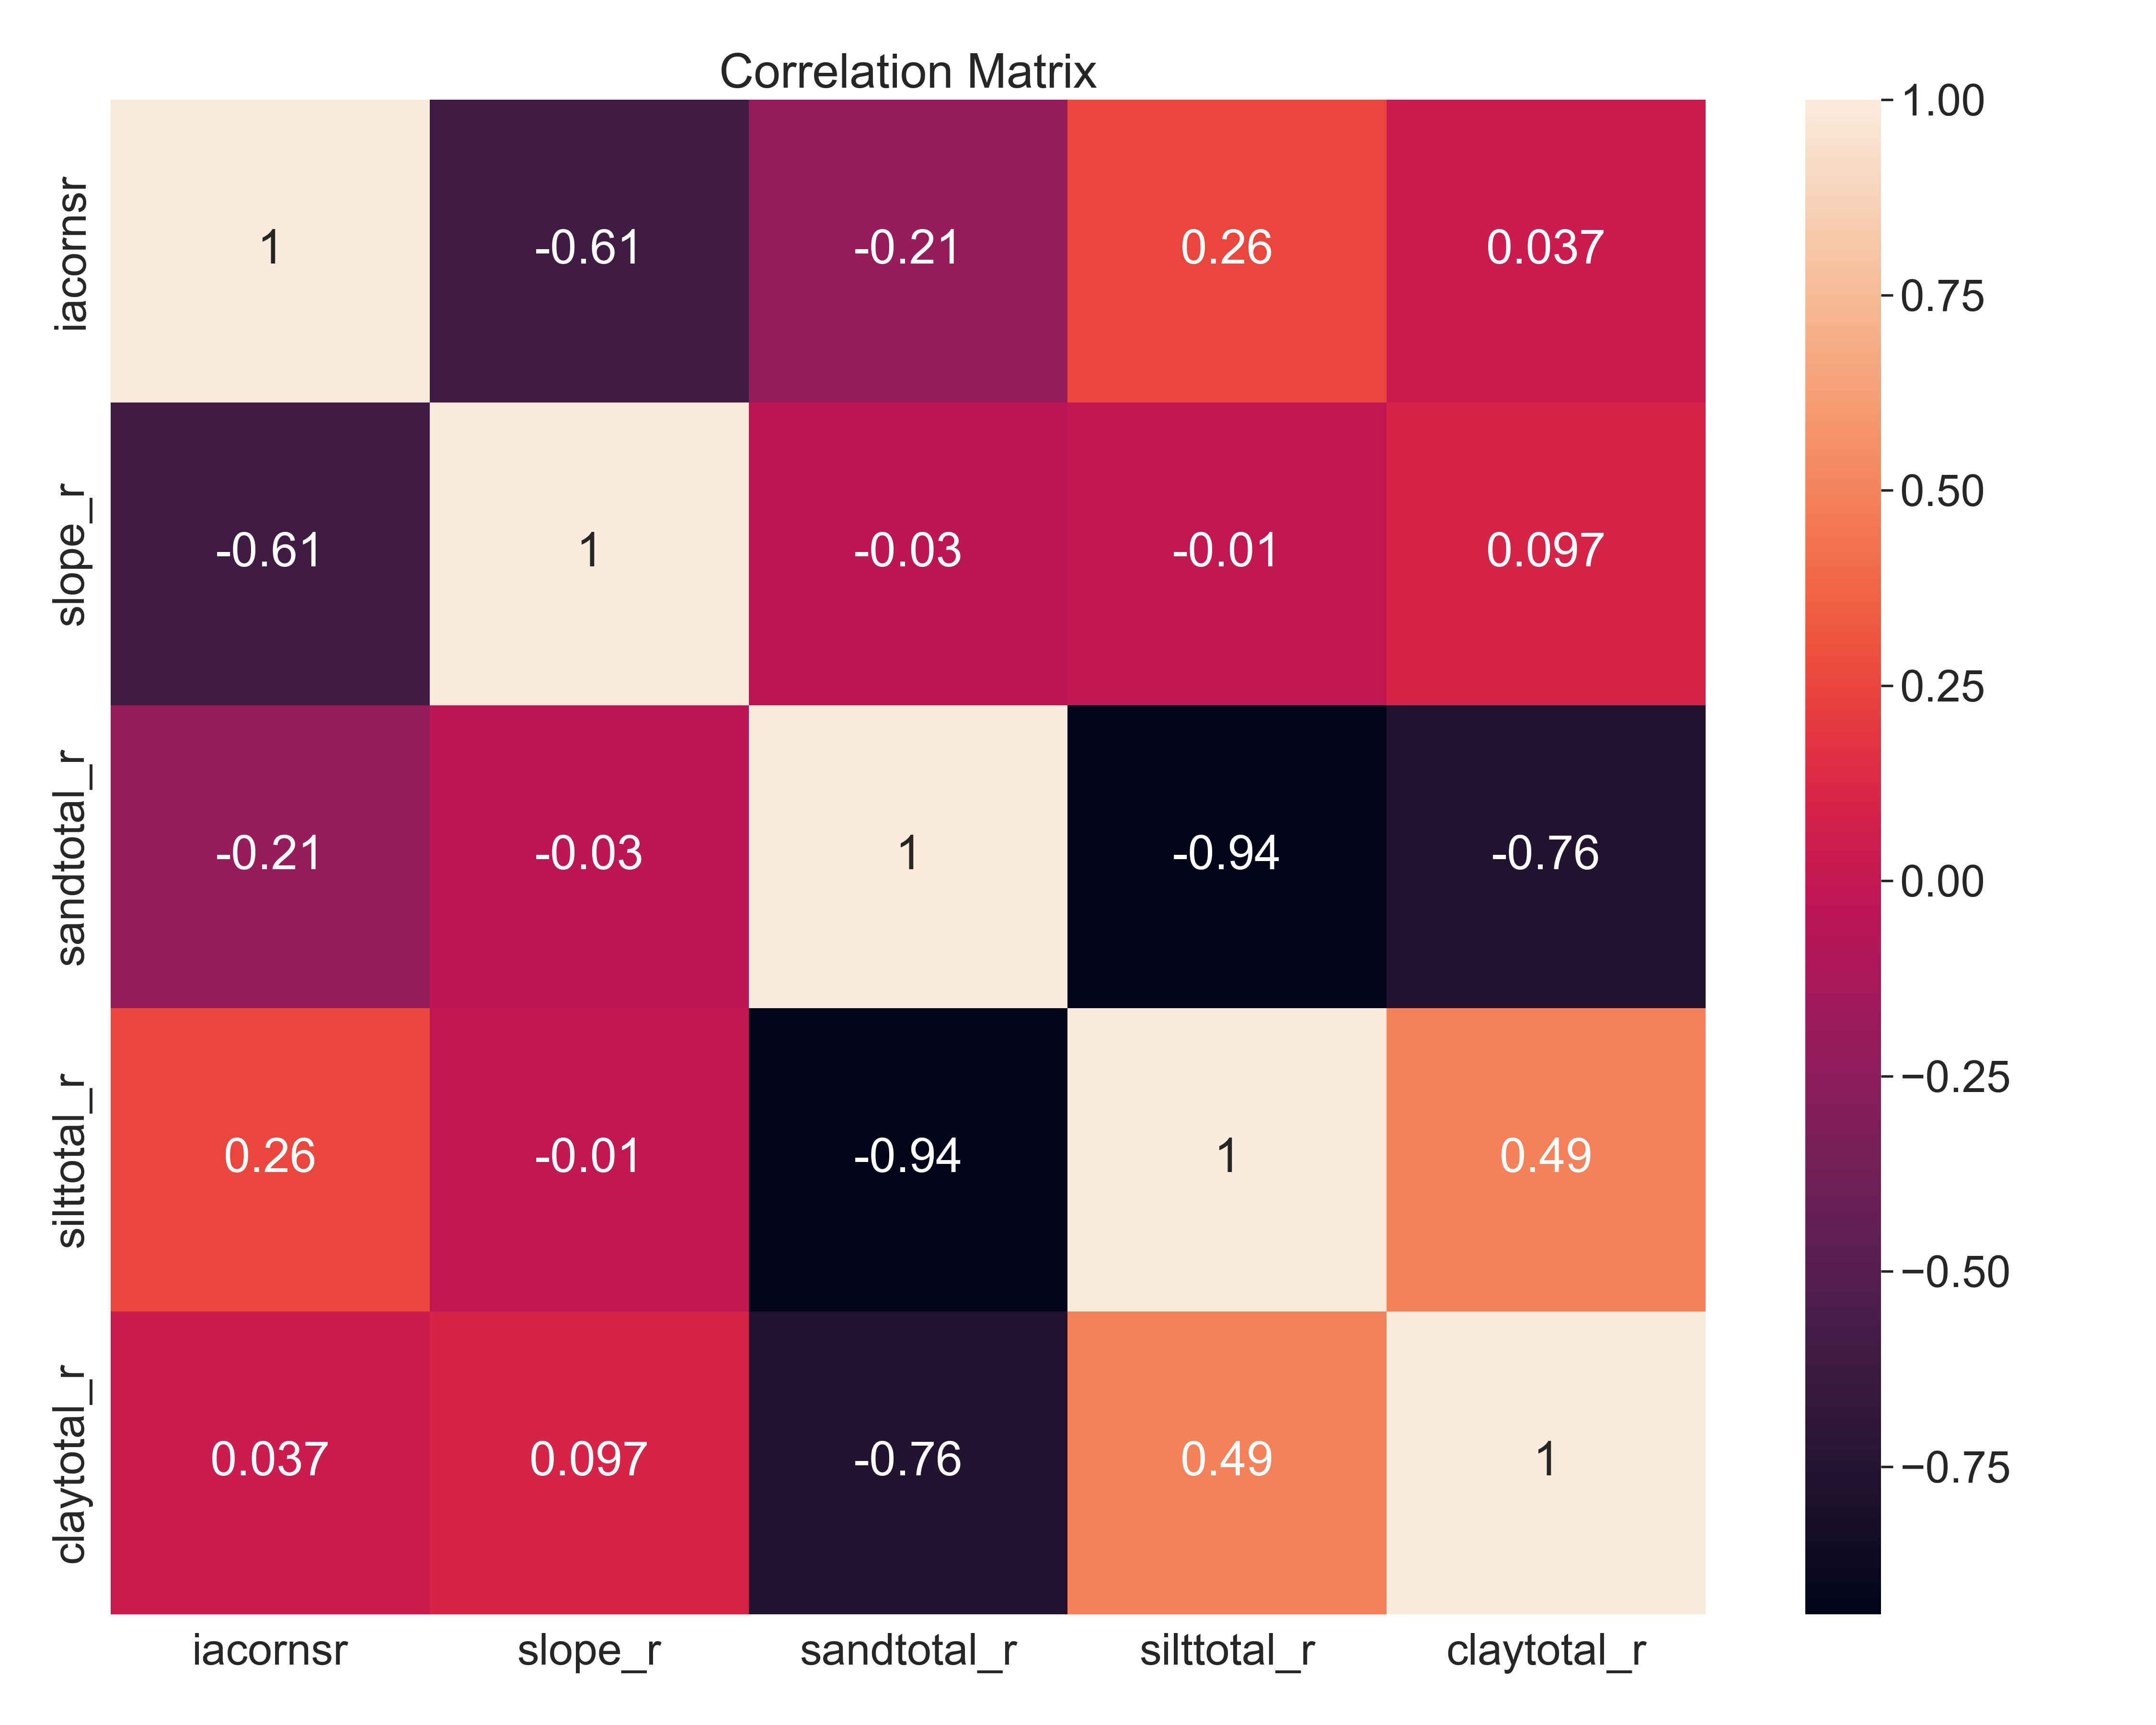 Correlation Matrix
iacornsr
1 -0.61 -0.21 0.26 0.037
slope_r
-0.61 1 -0.03 -0.01 0.097
sandtotal_r
-0.21 -0.03 1 -0.94 -0.76
silttotal_r
0.26 -0.01 -0.94 1 0.49
claytotal_r
0.037 0.097 -0.76 0.49 1
iacornsr slope_r sandtotal_r silttotal_r claytotal_r
1.00
0.75
0.50
0.25
0.00
−0.25
−0.50
−0.75